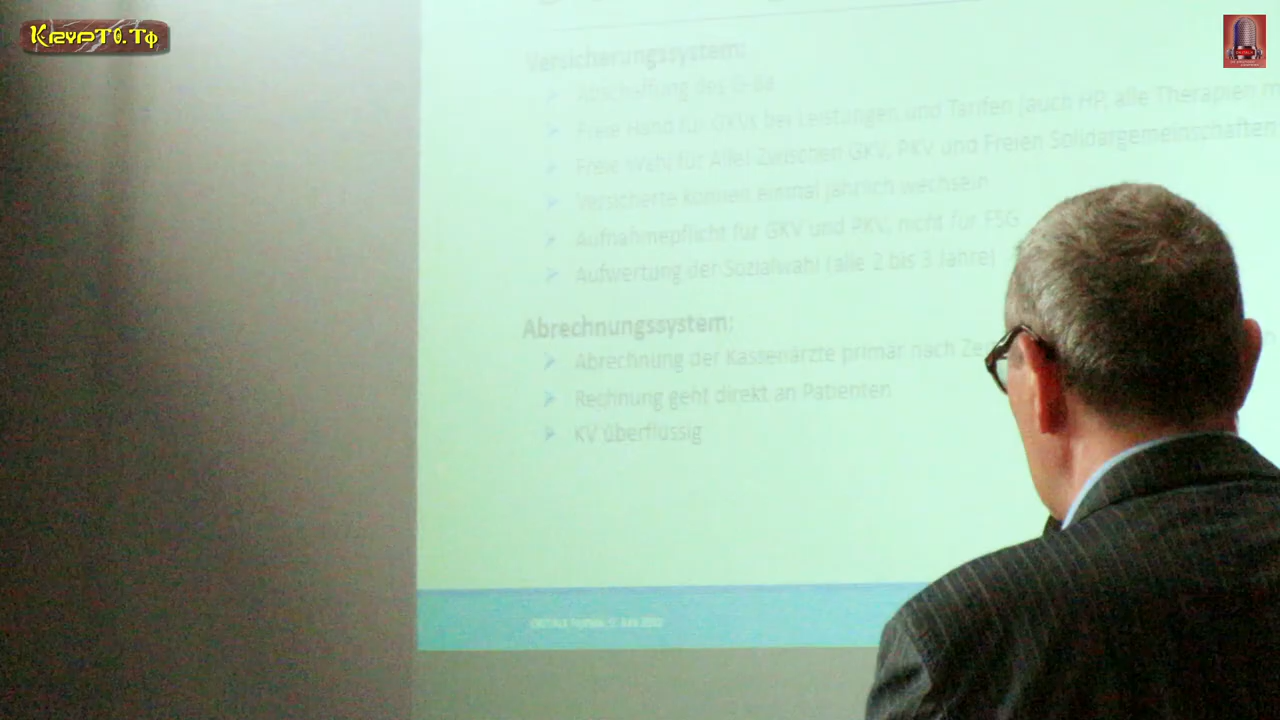 KryptO.Tφ
Versicherungssystem:
Abschaffung des G-BA
Freie Hand für GKVs bei Leistungen und Tarifen (auch HP, alle Therapien
Freie Wahl für Alle! Zwischen GKV, PKV und Freien Solidargemeinschaften
Versicherte können einmal jährlich wechseln
Aufnahmepflicht für GKV und PKV, nicht für FSG
Aufwertung der Sozialwahl (alle 2 bis 3 Jahre)
Abrechnungssystem:
Abrechnung der Kassenärzte primär nach
Rechnung geht direkt an Patienten
KV überflüssig